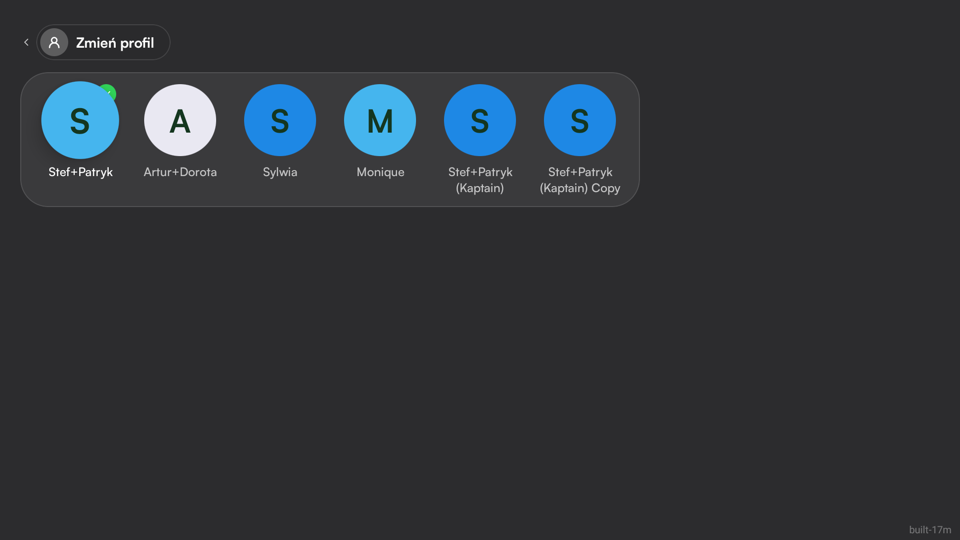 Zmień profil
S
A
S
M
S
S
Stef+Patryk
Artur+Dorota
Sylwia
Monique
Stef+Patryk
(Kaptain)
Stef+Patryk
(Kaptain) Copy
built-17m